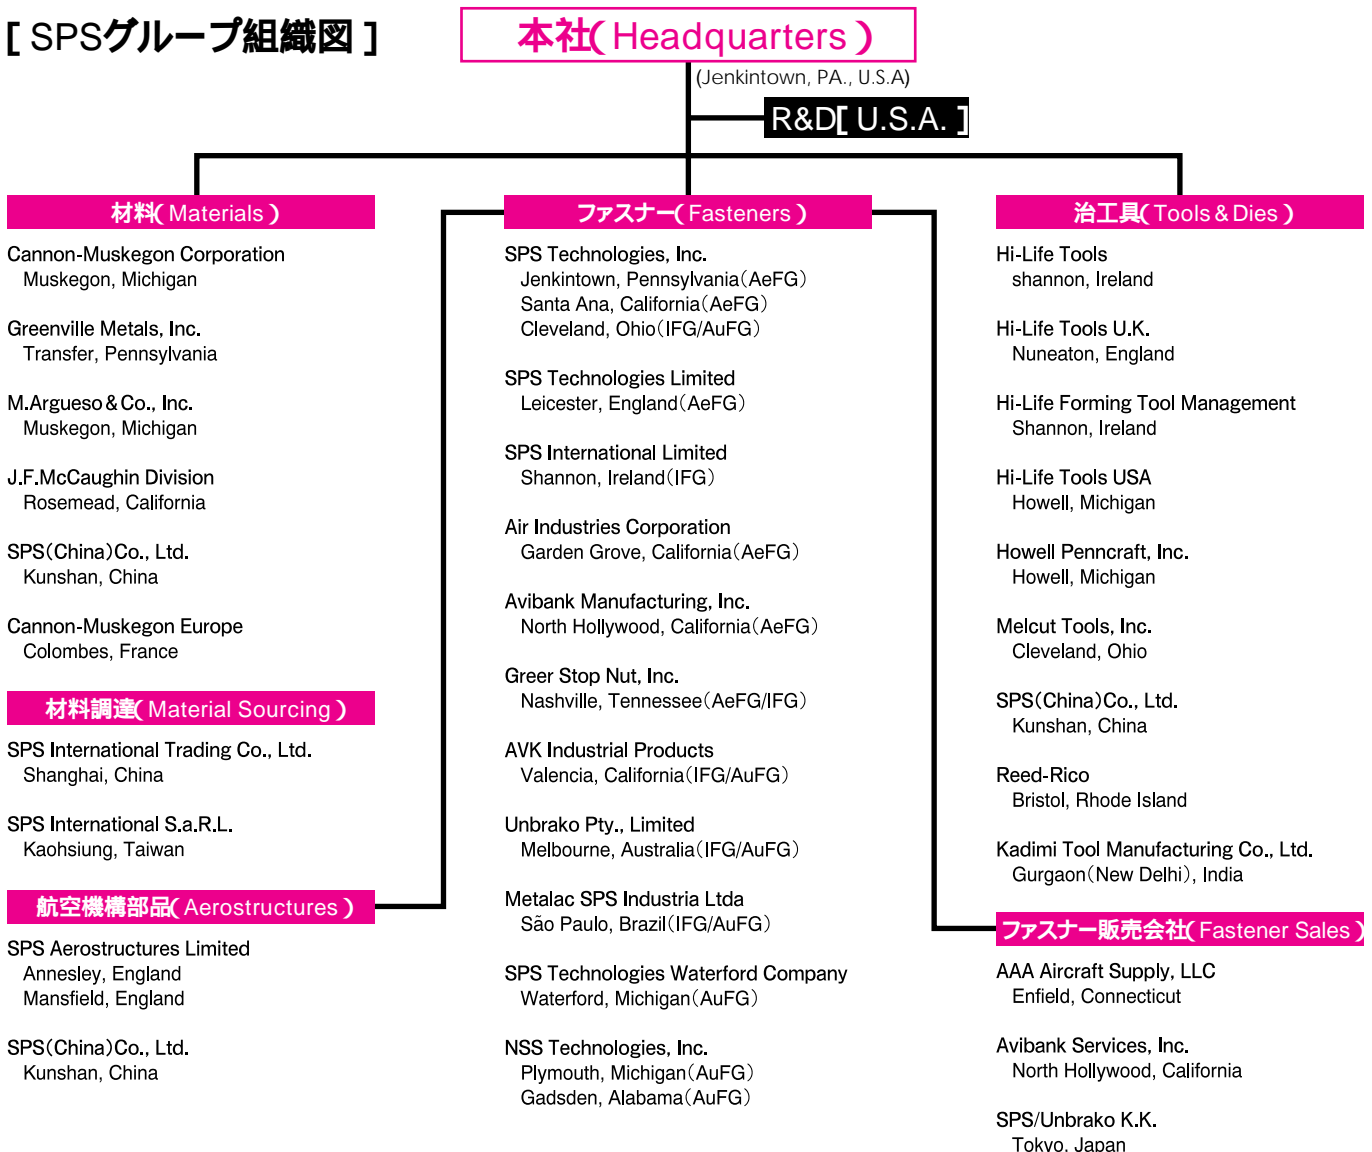 [ SPSグループ組織図 ]
本社( Headquarters )
(Jenkintown, PA., U.S.A)
R&D[ U.S.A. ]
材料( Materials )
Cannon-Muskegon Corporation
Muskegon, Michigan
Greenville Metals, Inc.
Transfer, Pennsylvania
M.Argueso & Co., Inc.
Muskegon, Michigan
J.F.McCaughin Division
Rosemead, California
SPS(China)Co., Ltd.
Kunshan, China
Cannon-Muskegon Europe
Colombes, France
材料調達( Material Sourcing )
SPS International Trading Co., Ltd.
Shanghai, China
SPS International S.a.R.L.
Kaohsiung, Taiwan
航空機構部品( Aerostructures )
SPS Aerostructures Limited
Annesley, England
Mansfield, England
SPS(China)Co., Ltd.
Kunshan, China
ファスナー( Fasteners )
SPS Technologies, Inc.
Jenkintown, Pennsylvania(AeFG)
Santa Ana, California(AeFG)
Cleveland, Ohio(IFG/AuFG)
SPS Technologies Limited
Leicester, England(AeFG)
SPS International Limited
Shannon, Ireland(IFG)
Air Industries Corporation
Garden Grove, California(AeFG)
Avibank Manufacturing, Inc.
North Hollywood, California(AeFG)
Greer Stop Nut, Inc.
Nashville, Tennessee(AeFG/IFG)
AVK Industrial Products
Valencia, California(IFG/AuFG)
Unbrako Pty., Limited
Melbourne, Australia(IFG/AuFG)
Metalac SPS Industria Ltda
São Paulo, Brazil(IFG/AuFG)
SPS Technologies Waterford Company
Waterford, Michigan(AuFG)
NSS Technologies, Inc.
Plymouth, Michigan(AuFG)
Gadsden, Alabama(AuFG)
治工具( Tools & Dies )
Hi-Life Tools
shannon, Ireland
Hi-Life Tools U.K.
Nuneaton, England
Hi-Life Forming Tool Management
Shannon, Ireland
Hi-Life Tools USA
Howell, Michigan
Howell Penncraft, Inc.
Howell, Michigan
Melcut Tools, Inc.
Cleveland, Ohio
SPS(China)Co., Ltd.
Kunshan, China
Reed-Rico
Bristol, Rhode Island
Kadimi Tool Manufacturing Co., Ltd.
Gurgaon(New Delhi), India
ファスナー販売会社( Fastener Sales )
AAA Aircraft Supply, LLC
Enfield, Connecticut
Avibank Services, Inc.
North Hollywood, California
SPS/Unbrako K.K.
Tokyo, Japan